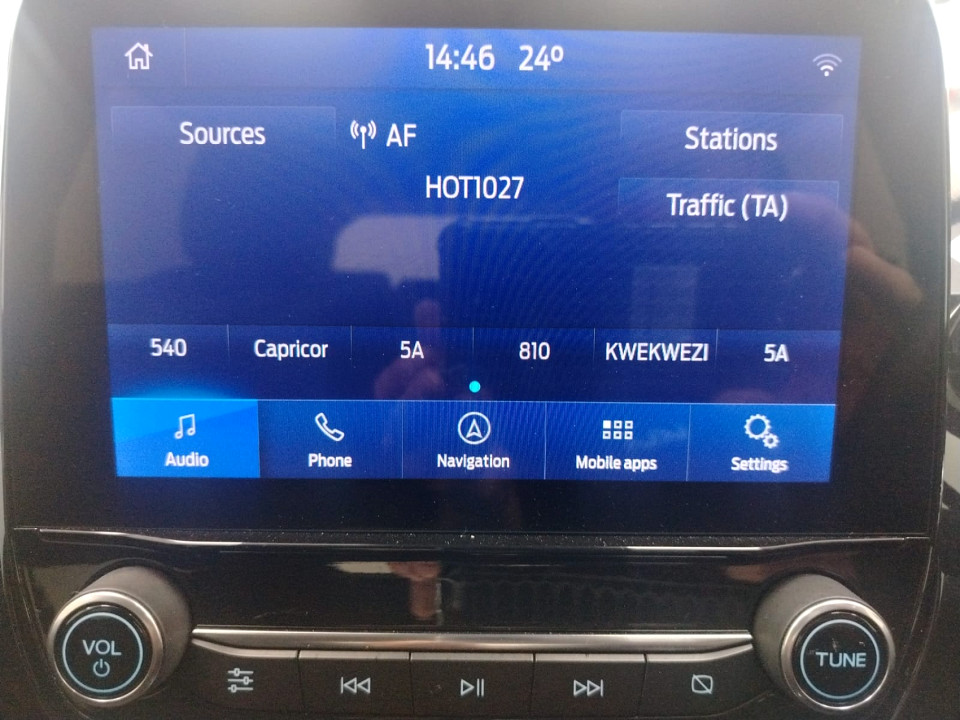 14:46 24º
Sources AF Stations
HOT1027
Traffic (TA)
540 Capricor 5A 810 KWEKWEZI 5A
Audio Phone Navigation Mobile apps Settings
VOL TUNE